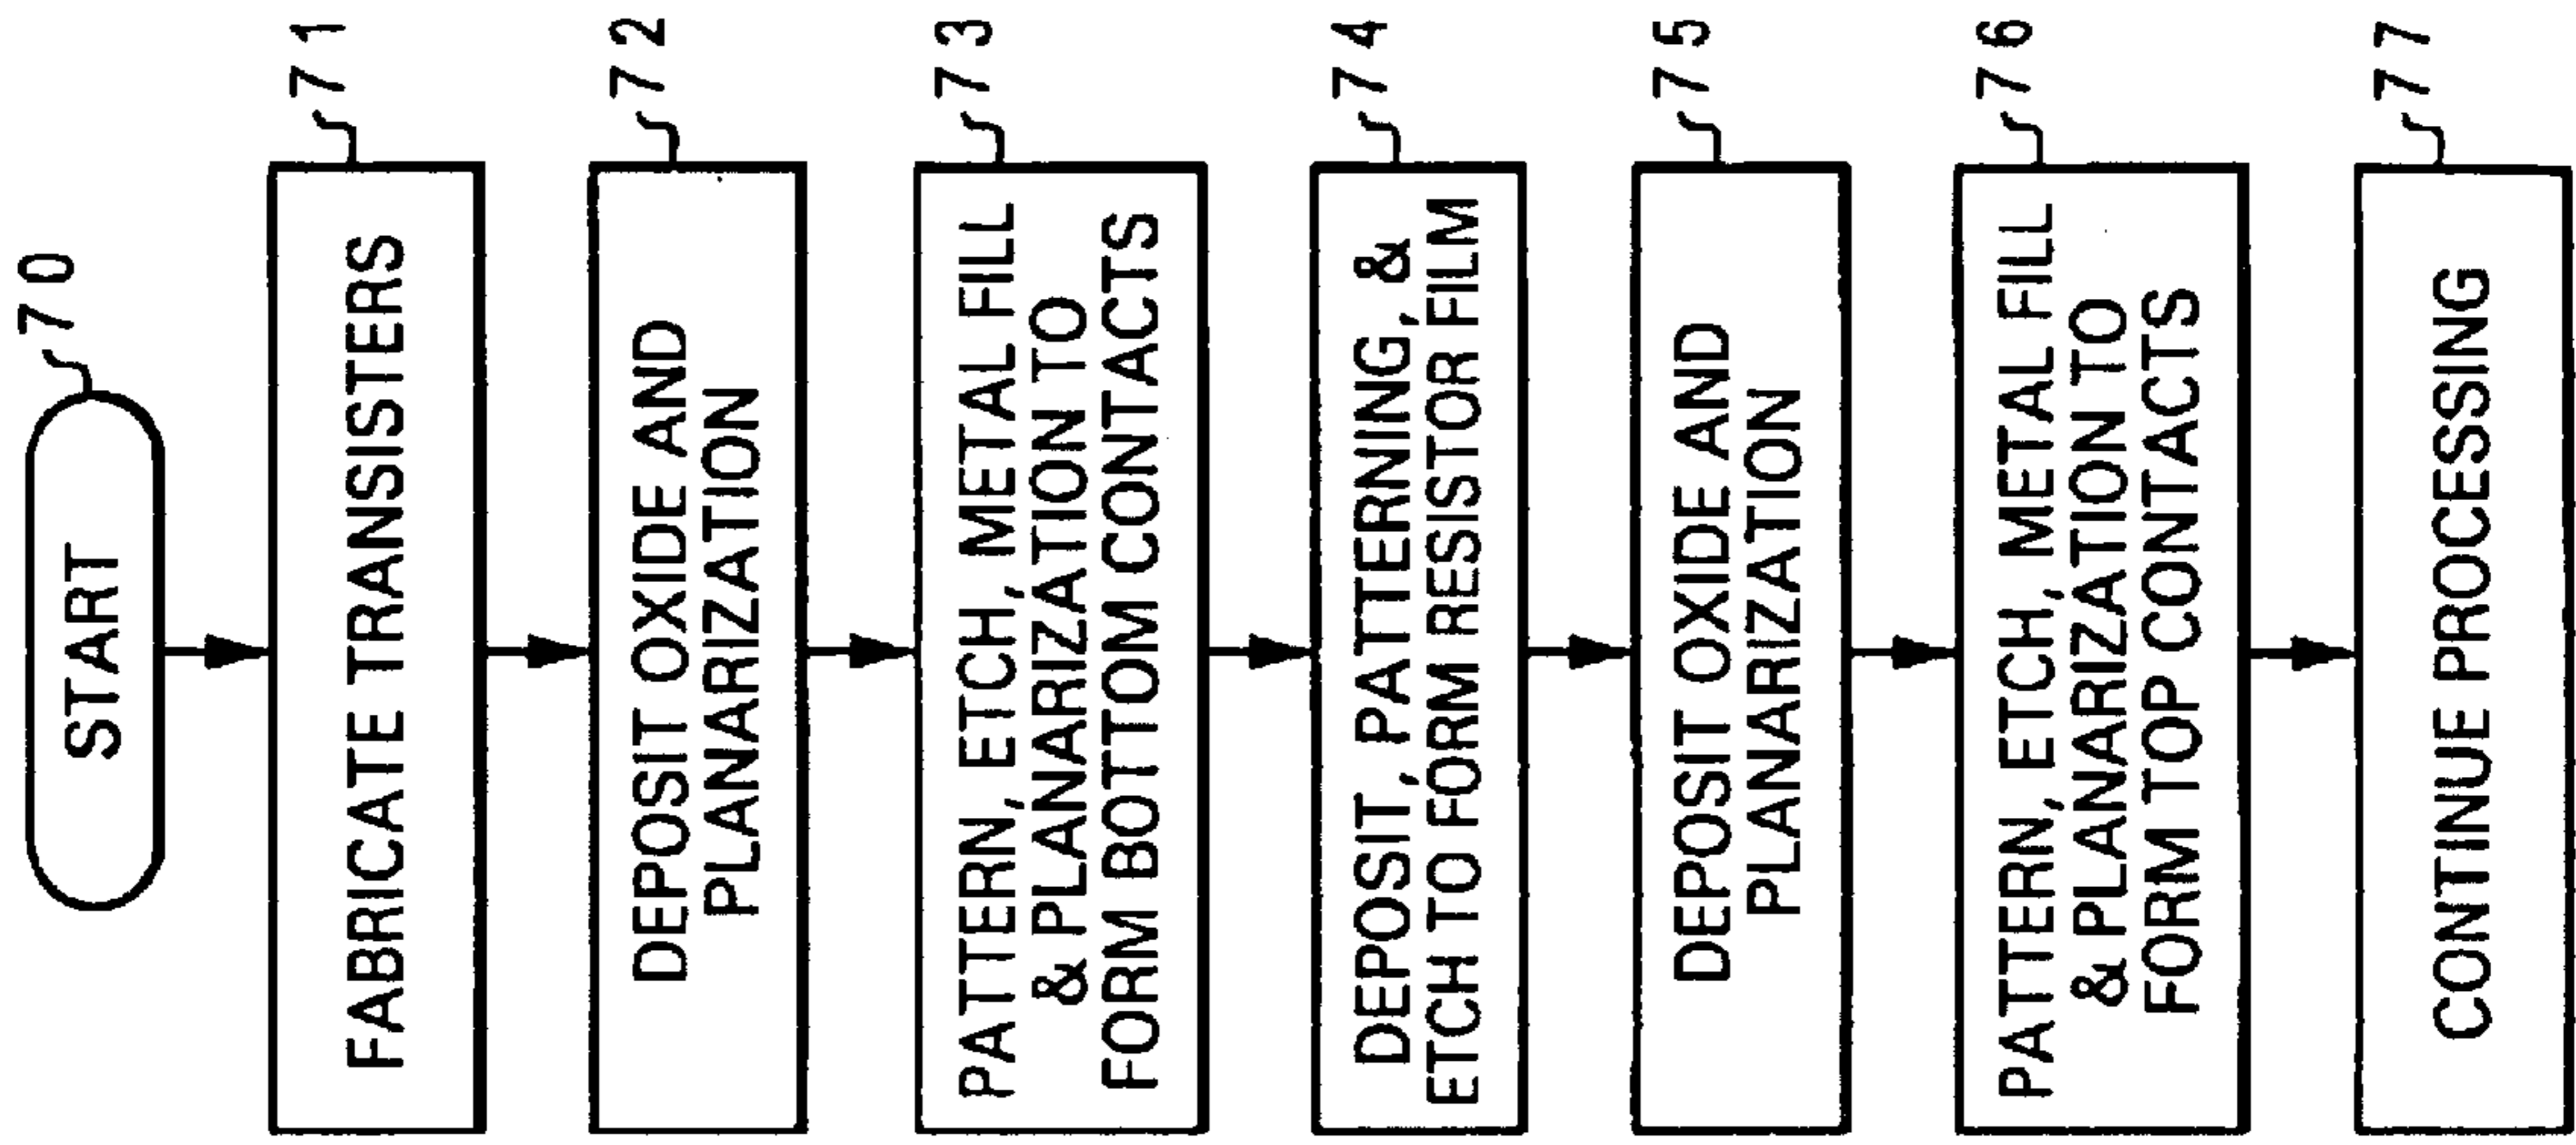 START
70
FABRICATE TRANSISTERS
71
DEPOSIT OXIDE AND
PLANARIZATION
72
PATTERN, ETCH, METAL FILL
& PLANARIZATION TO
FORM BOTTOM CONTACTS
73
DEPOSIT, PATTERNING, &
ETCH TO FORM RESISTOR FILM
74
DEPOSIT OXIDE AND
PLANARIZATION
75
PATTERN, ETCH, METAL FILL
& PLANARIZATION TO
FORM TOP CONTACTS
76
CONTINUE PROCESSING
77